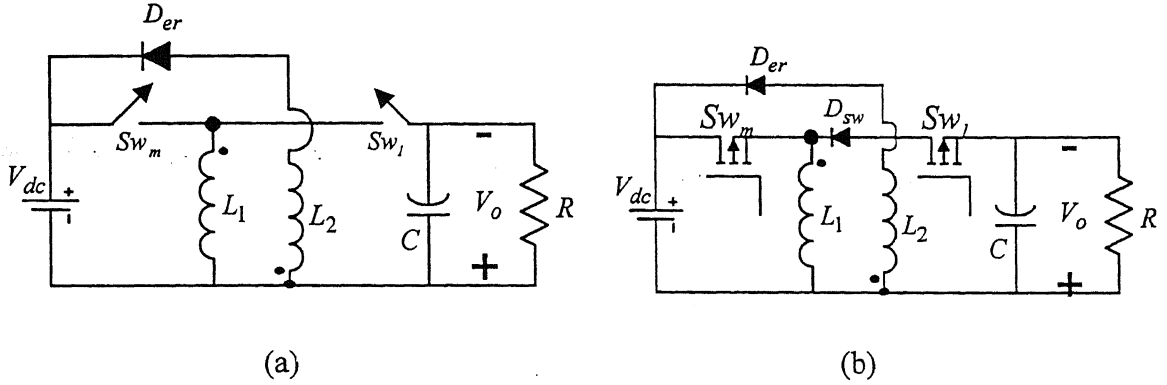 D_er
Sw_m
Sw_1
V_dc
+
-
L_1
L_2
C
-
V_o
+
R
(a)
D_er
Sw_m
D_sw
Sw_1
V_dc
+
-
L_1
L_2
C
-
V_o
+
R
(b)